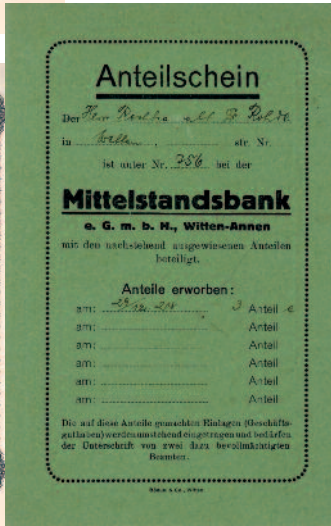 Anteilschein
Der Herr
in str. Nr.
ist unter Nr. 756 bei der
Mittelstandsbank
e. G. m. b. H., Witten-Annen
mit den nachstehend ausgewiesenen Anteilen
beteiligt.
Anteile erworben:
am: 3 Anteil e
am: Anteil
am: Anteil
am: Anteil
am: Anteil
am: Anteil
Die auf diese Anteile gemachten Einlagen (Geschäfts-
guthaben) werden umstehend eingetragen und bedürfen
der Unterschrift von zwei dazu bevollmächtigten
Beamten.